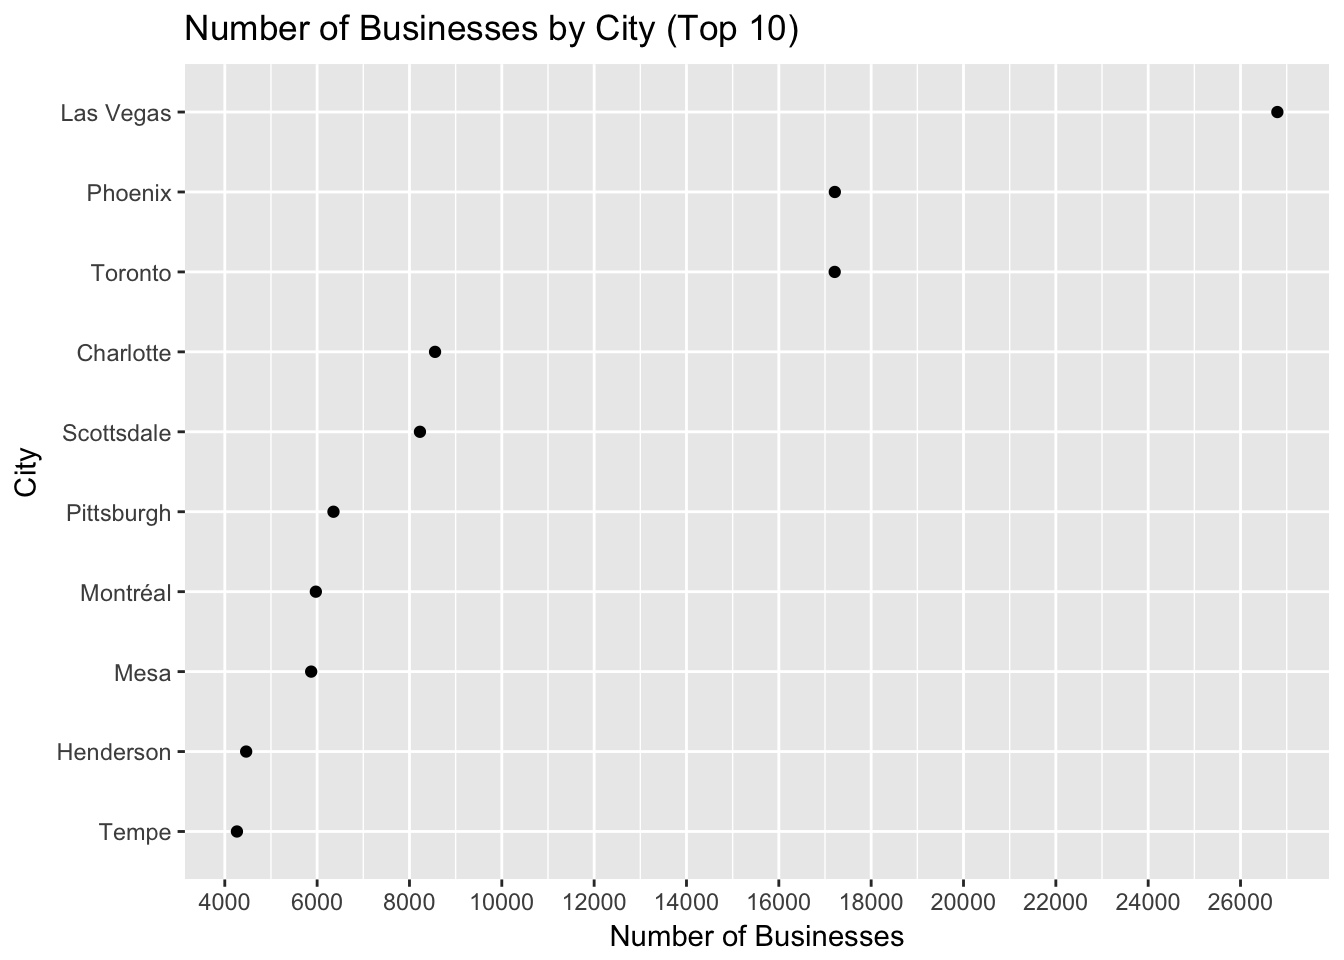 Number of Businesses by City (Top 10)
Las Vegas
Phoenix
Toronto
Charlotte
Scottsdale
City
Pittsburgh
Montréal
Mesa
Henderson
Tempe
4000 6000 8000 10000 12000 14000 16000 18000 20000 22000 24000 26000
Number of Businesses